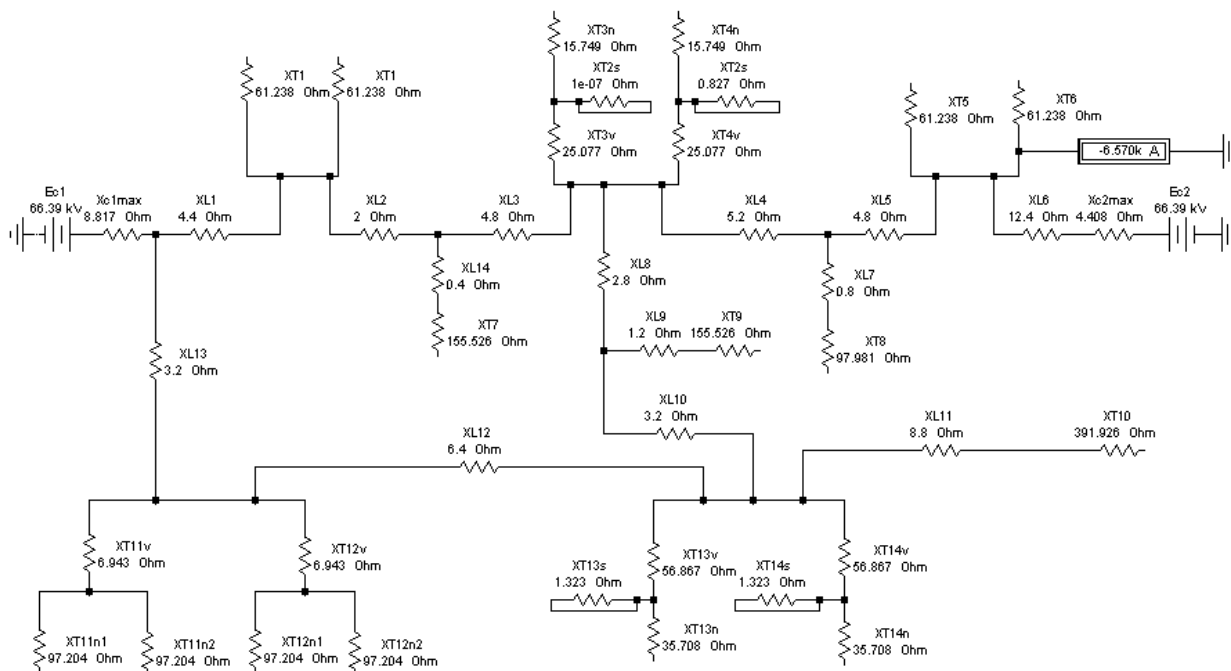 XT3n
15.749 Ohm
XT4n
15.749 Ohm
XT2s
1e-07 Ohm
XT2s
0.827 Ohm
XT1
61.238 Ohm
XT1
61.238 Ohm
XT3v
25.077 Ohm
XT4v
25.077 Ohm
XT5
61.238 Ohm
XT6
61.238 Ohm
-6.570k A
Ec1
66.39 kV
Xc1max
8.817 Ohm
XL1
4.4 Ohm
XL2
2 Ohm
XL3
4.8 Ohm
XL4
5.2 Ohm
XL5
4.8 Ohm
XL6
12.4 Ohm
Xc2max
4.408 Ohm
Ec2
66.39 kV
XL14
0.4 Ohm
XL8
2.8 Ohm
XL7
0.8 Ohm
XT7
155.526 Ohm
XL9
1.2 Ohm
XT9
155.526 Ohm
XT8
97.981 Ohm
XL13
3.2 Ohm
XL10
3.2 Ohm
XL12
6.4 Ohm
XL11
8.8 Ohm
XT10
391.926 Ohm
XT11v
6.943 Ohm
XT12v
6.943 Ohm
XT13v
56.867 Ohm
XT14v
56.867 Ohm
XT13s
1.323 Ohm
XT14s
1.323 Ohm
XT11n1
97.204 Ohm
XT11n2
97.204 Ohm
XT12n1
97.204 Ohm
XT12n2
97.204 Ohm
XT13n
35.708 Ohm
XT14n
35.708 Ohm